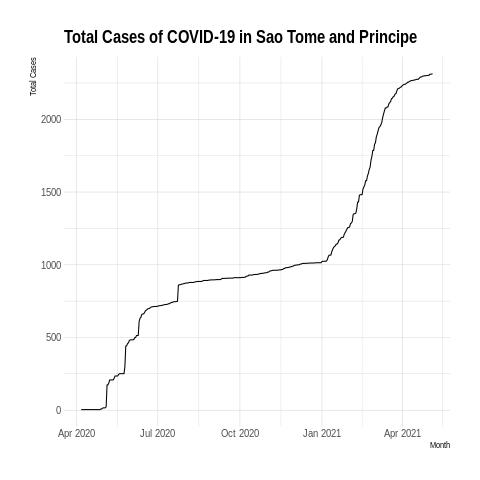 Total Cases of COVID-19 in Sao Tome and Principe
Total Cases
2000
1500
1000
500
0
Apr 2020 Jul 2020 Oct 2020 Jan 2021 Apr 2021
Month